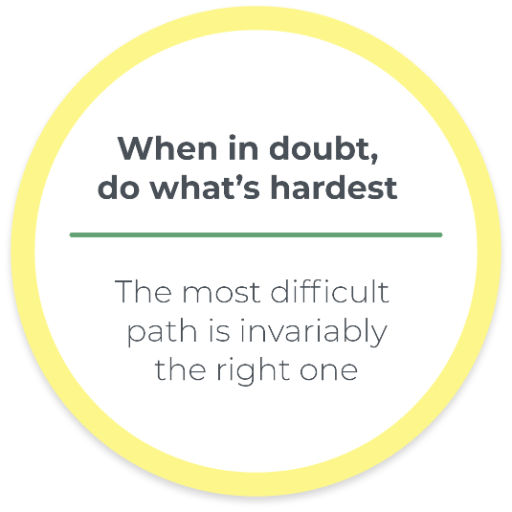 When in doubt,
do what’s hardest
The most difficult
path is invariably
the right one